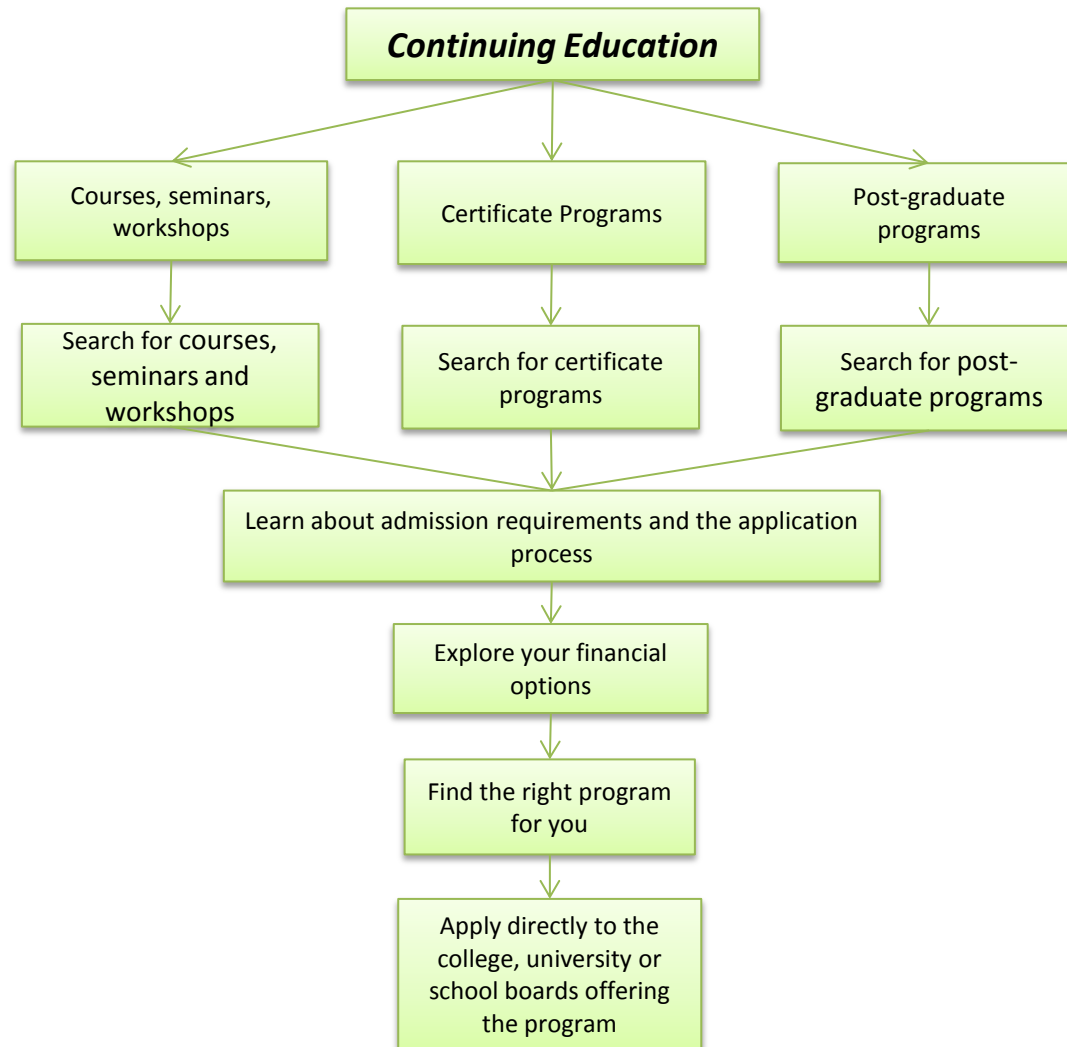 Continuing Education
Courses, seminars,
workshops
Certificate Programs
Post-graduate
programs
Search for courses,
seminars and
workshops
Search for certificate
programs
Search for post-
graduate programs
Learn about admission requirements and the application
process
Explore your financial
options
Find the right program
for you
Apply directly to the
college, university or
school boards offering
the program